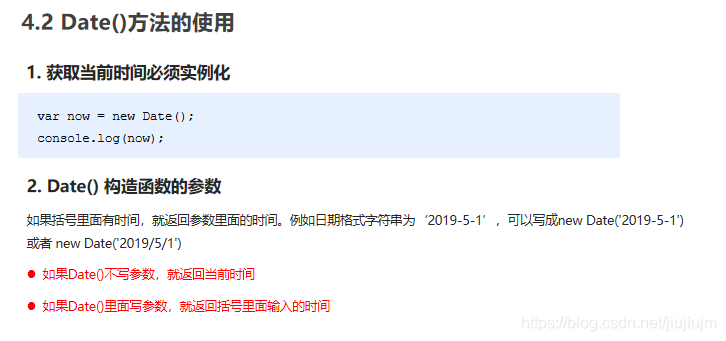 4.2 Date()方法的使用
1. 获取当前时间必须实例化
var now = new Date();
console.log(now);
2. Date() 构造函数的参数
如果括号里面有时间，就返回参数里面的时间。例如日期格式字符串为‘2019-5-1’，可以写成new Date('2019-5-1')
或者 new Date('2019/5/1')
● 如果Date()不写参数，就返回当前时间
● 如果Date()里面写参数，就返回括号里面输入的时间
https://blog.csdn.net/jiujiujm